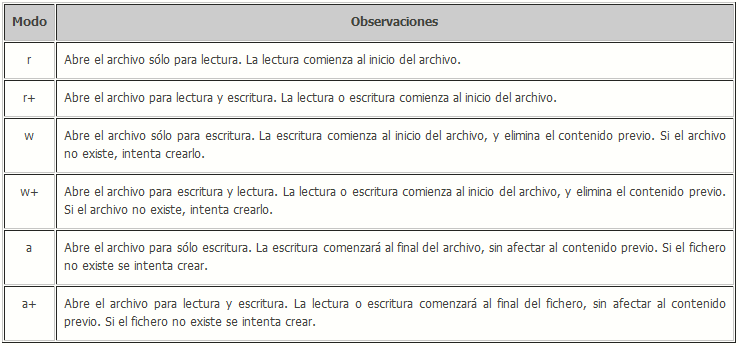 Modo Observaciones
r Abre el archivo sólo para lectura. La lectura comienza al inicio del archivo.
r+ Abre el archivo para lectura y escritura. La lectura o escritura comienza al inicio del archivo.
w Abre el archivo sólo para escritura. La escritura comienza al inicio del archivo, y elimina el contenido previo. Si el archivo
no existe, intenta crearlo.
w+ Abre el archivo para escritura y lectura. La lectura o escritura comienza al inicio del archivo, y elimina el contenido previo.
Si el archivo no existe, intenta crearlo.
a Abre el archivo para sólo escritura. La escritura comenzará al final del archivo, sin afectar al contenido previo. Si el fichero
no existe se intenta crear.
a+ Abre el archivo para lectura y escritura. La lectura o escritura comenzará al final del fichero, sin afectar al contenido
previo. Si el fichero no existe se intenta crear.